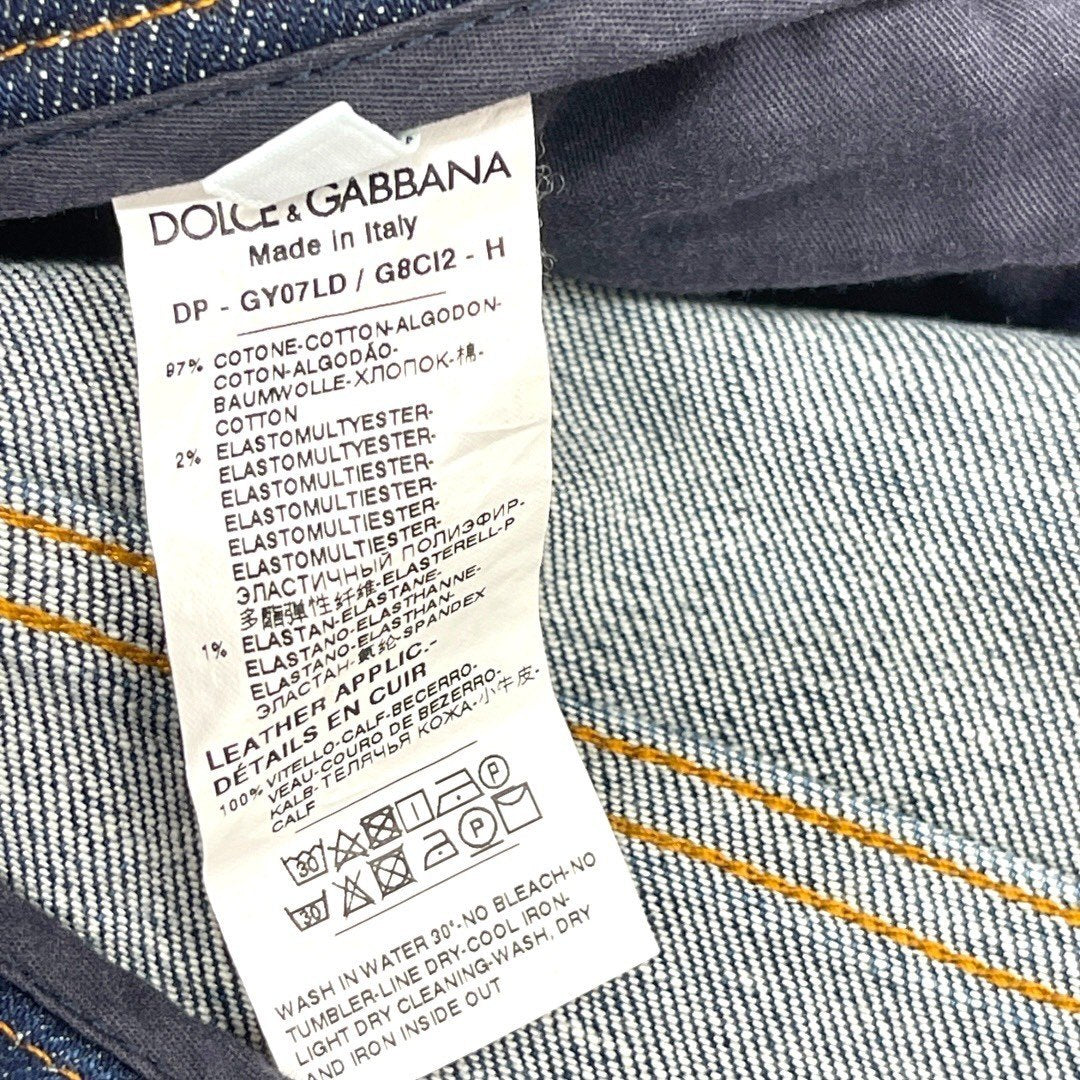 DOLCE & GABBANA
Made in Italy
DP - GY07LD / G8CI2 - H
97% COTONE-COTTON-ALGODON-
COTON-ALGODÃO-
BAUMWOLLE-ХЛОПОК-棉-
COTTON
2% ELASTOMULTYESTER-
ELASTOMULTYESTER-
ELASTOMULTIESTER-
ELASTOMULTIESTER-
ELASTOMULTIESTER-
ЭЛАСТИЧНЫЙ ПОЛИЭФИР-
多酯弹性纤维-ELASTERELL-P
1% ELASTAN-ELASTANE-
ELASTANO-ELASTHANNE-
ELASTANO-ELASTHAN-
ЭЛАСТАН-氨纶-SPANDEX
LEATHER APPLIC.-
DÉTAILS EN CUIR
100% VITELLO-CALF-BECERRO-
VEAU-COURO DE BEZERRO-
KALB-ТЕЛЯЧЬЯ КОЖА-小牛皮-
CALF
30 P
30 P
WASH IN WATER 30°-NO BLEACH-NO
TUMBLER-LINE DRY-COOL IRON-
LIGHT DRY CLEANING-WASH, DRY
AND IRON INSIDE OUT